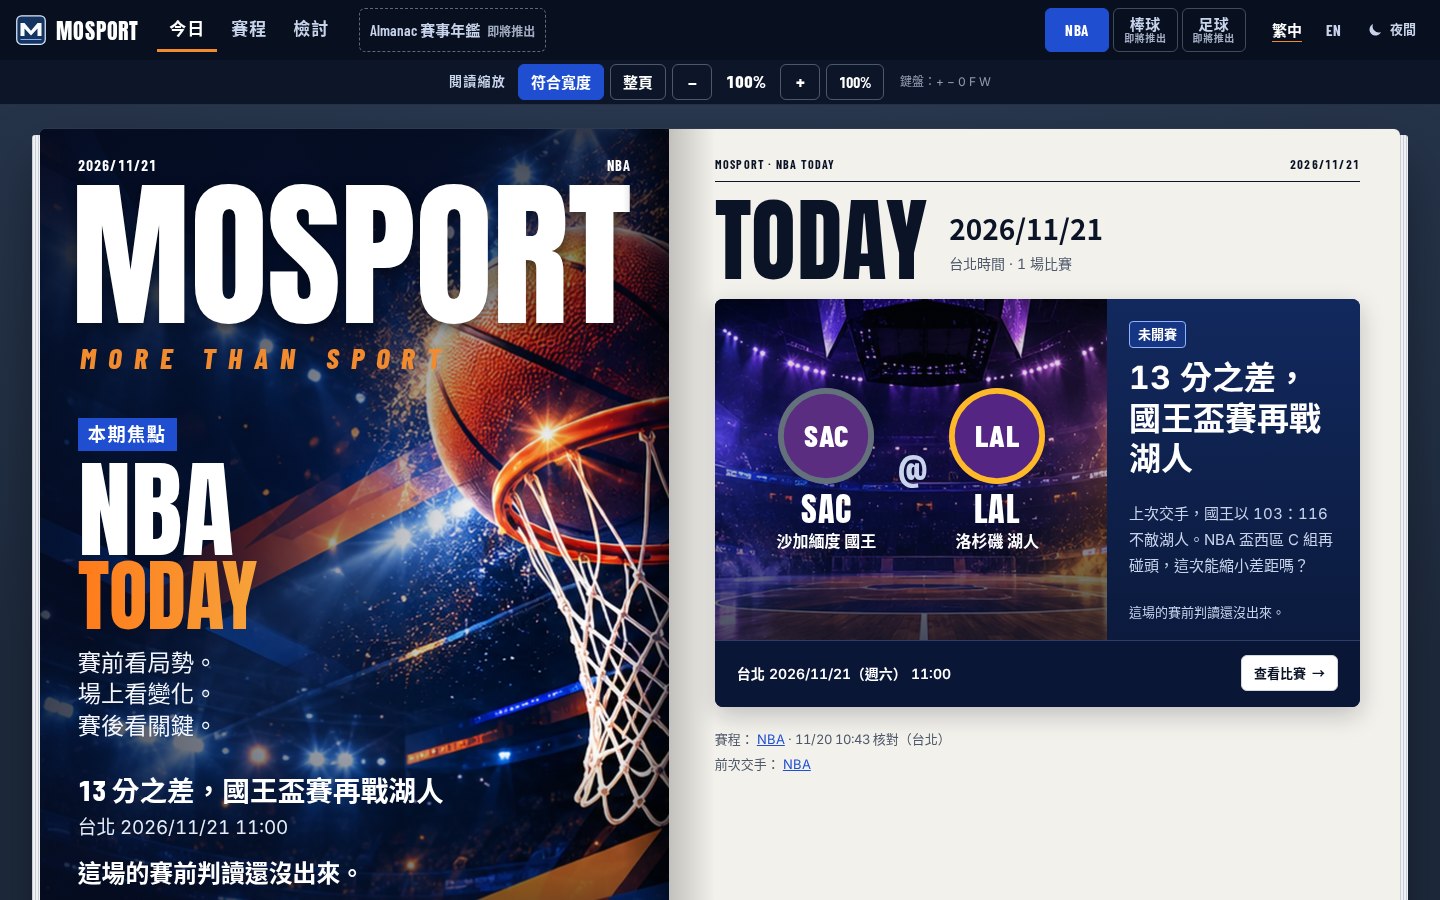 MOSPORT
今日
賽程
檢討
Almanac 賽事年鑑 即將推出
NBA
棒球
即將推出
足球
即將推出
繁中
EN
夜間
閱讀縮放
符合寬度
整頁
−
100%
+
100%
鍵盤：+ − 0 F W
2026/11/21
NBA
MOSPORT
MORE THAN SPORT
本期焦點
NBA
TODAY
賽前看局勢。
場上看變化。
賽後看關鍵。
13 分之差，國王盃賽再戰湖人
台北 2026/11/21 11:00
這場的賽前判讀還沒出來。
MOSPORT · NBA TODAY
2026/11/21
TODAY
2026/11/21
台北時間 · 1 場比賽
SAC
@
LAL
SAC
沙加緬度 國王
LAL
洛杉磯 湖人
未開賽
13 分之差，
國王盃賽再戰
湖人
上次交手，國王以 103：116
不敵湖人。NBA 盃西區 C 組再
碰頭，這次能縮小差距嗎？
這場的賽前判讀還沒出來。
台北 2026/11/21（週六） 11:00
查看比賽 →
賽程： NBA · 11/20 10:43 核對（台北）
前次交手： NBA